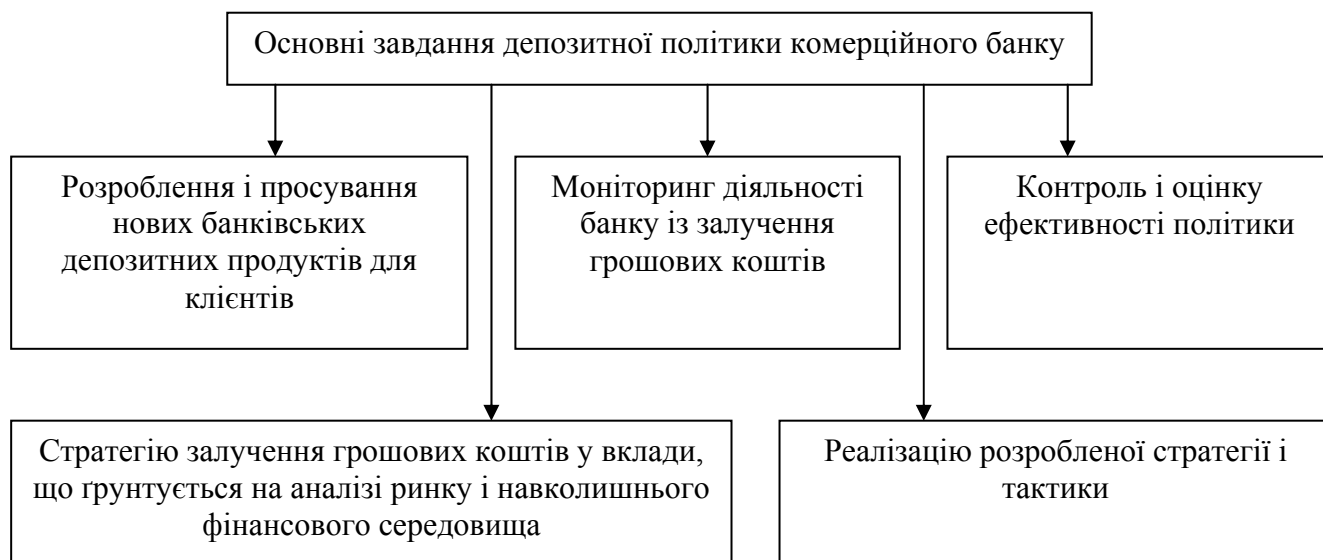 Основні завдання депозитної політики комерційного банку
Розроблення і просування
нових банківських
депозитних продуктів для
клієнтів
Моніторинг діяльності
банку із залучення
грошових коштів
Контроль і оцінку
ефективності політики
Стратегію залучення грошових коштів у вклади,
що ґрунтується на аналізі ринку і навколишнього
фінансового середовища
Реалізацію розробленої стратегії і
тактики